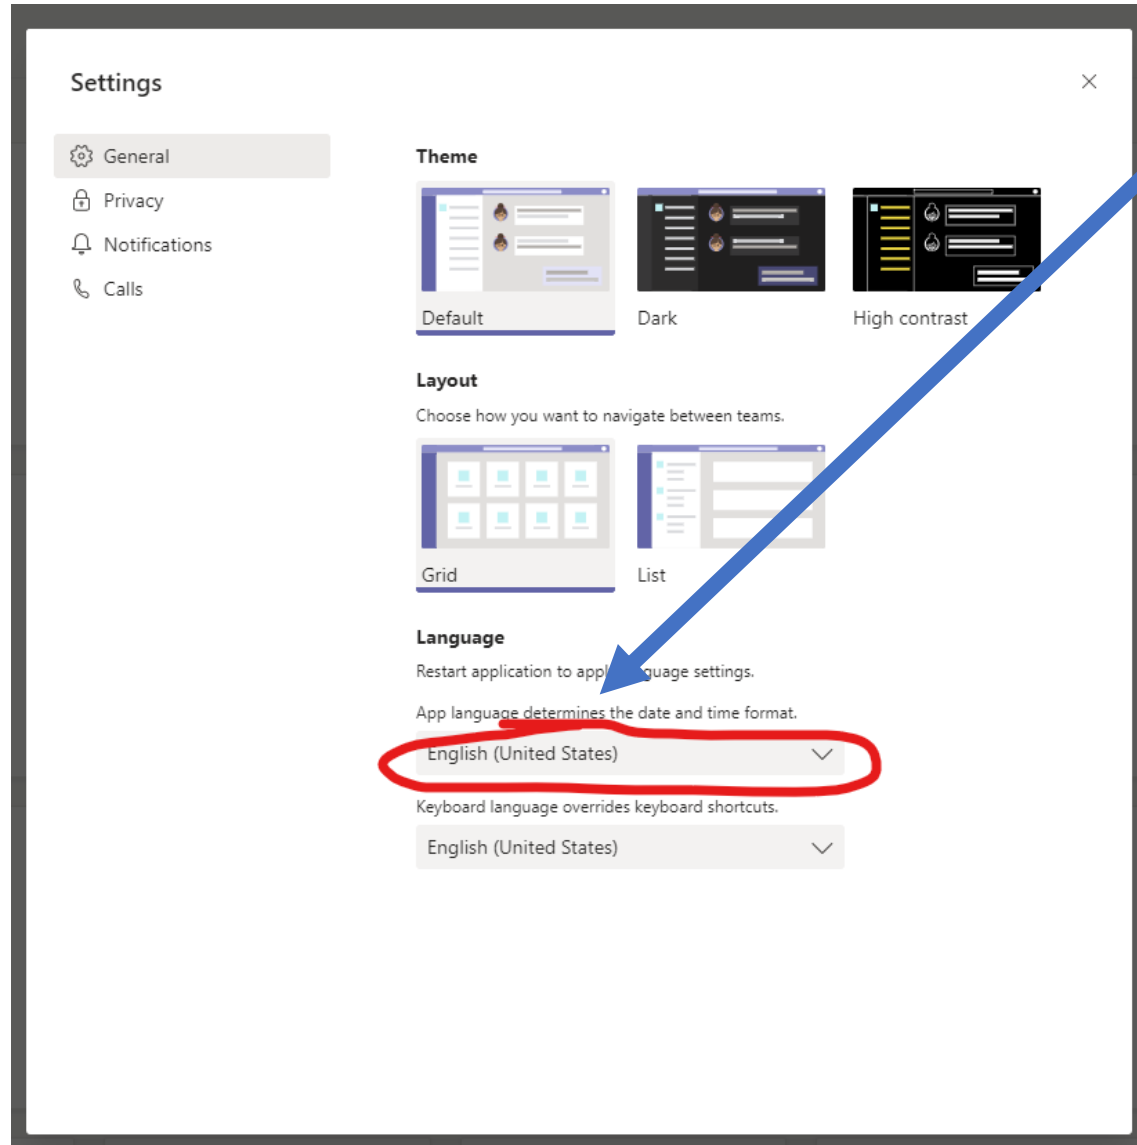 Settings
General
Privacy
Notifications
Calls
Theme
Default
Dark
High contrast
Layout
Choose how you want to navigate between teams.
Grid
List
Language
Restart application to apply guage settings.
App language determines the date and time format.
English (United States)
Keyboard language overrides keyboard shortcuts.
English (United States)